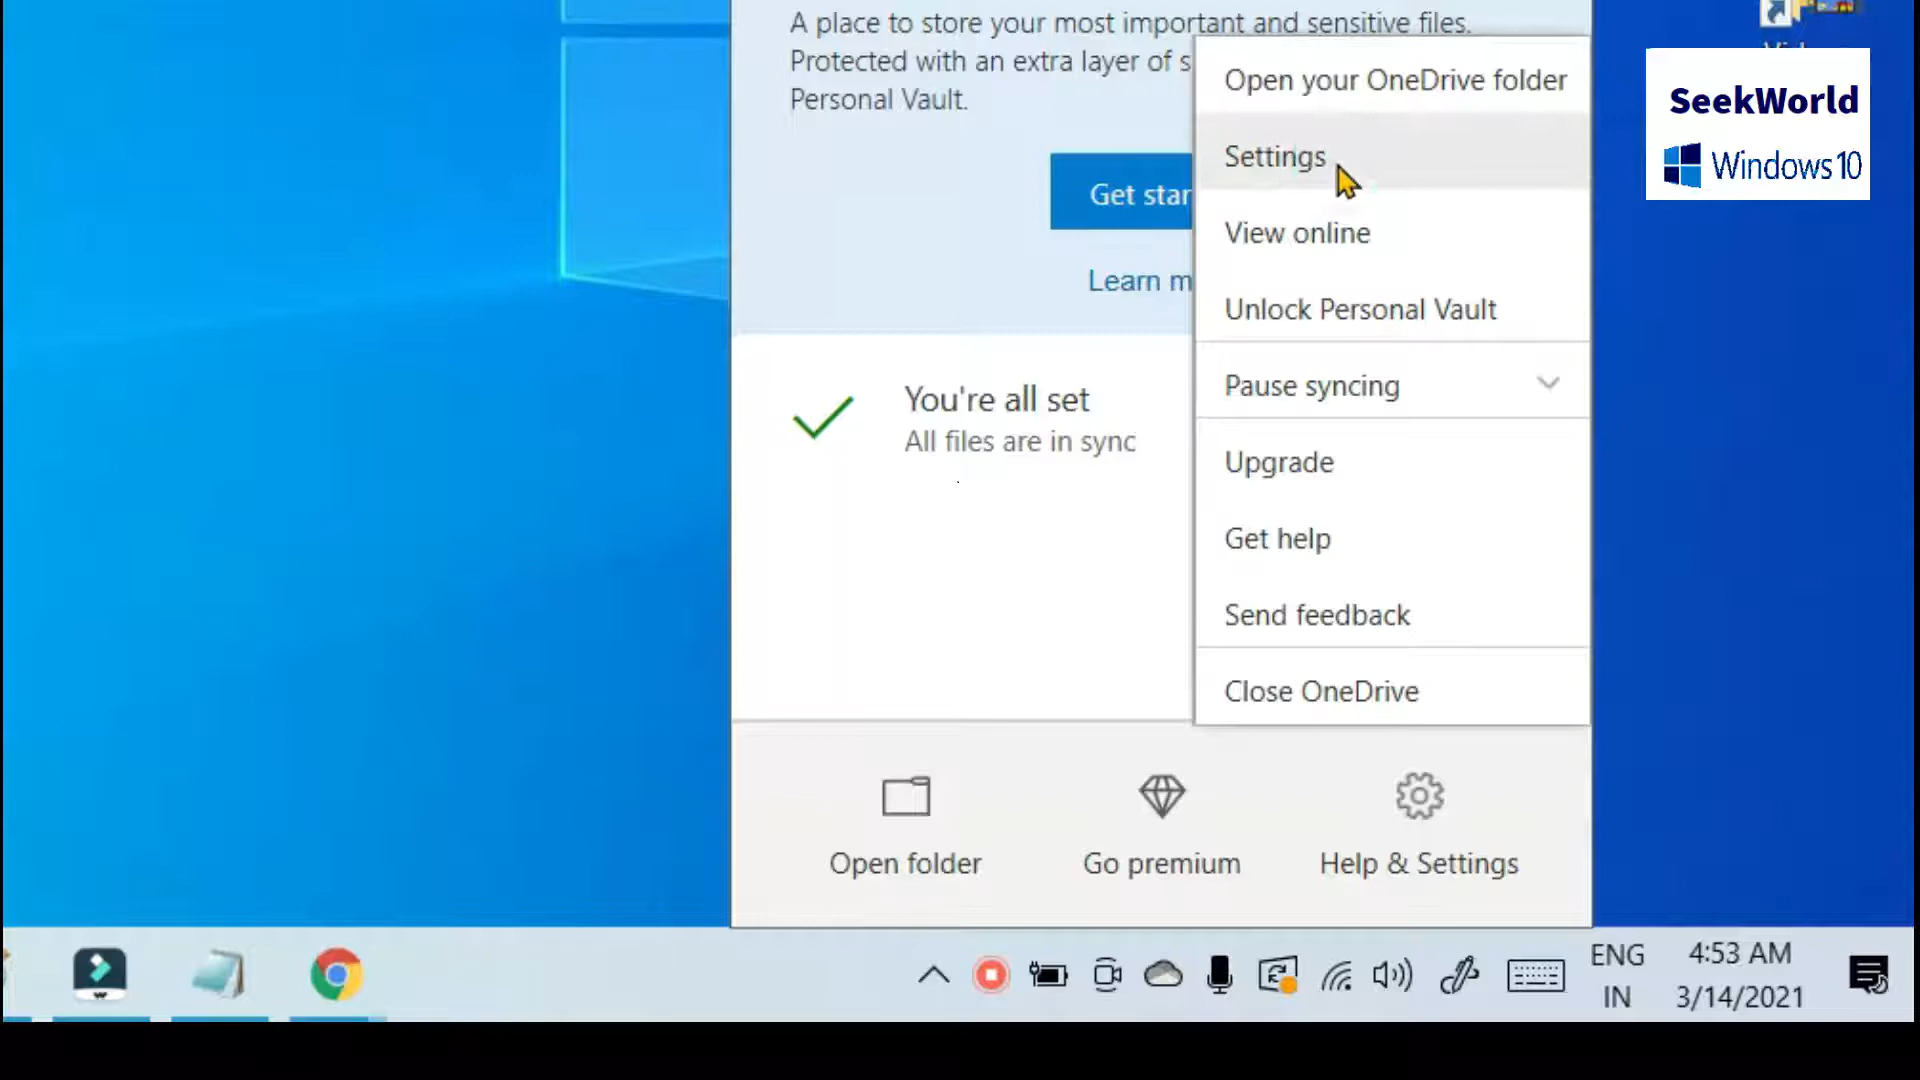 A place to store your most important and sensitive files.
Protected with an extra layer of s
Personal Vault.
Get star
Learn m
You're all set
All files are in sync
Open your OneDrive folder
Settings
View online
Unlock Personal Vault
Pause syncing
Upgrade
Get help
Send feedback
Close OneDrive
Open folder
Go premium
Help & Settings
SeekWorld
Windows 10
ENG
IN
4:53 AM
3/14/2021